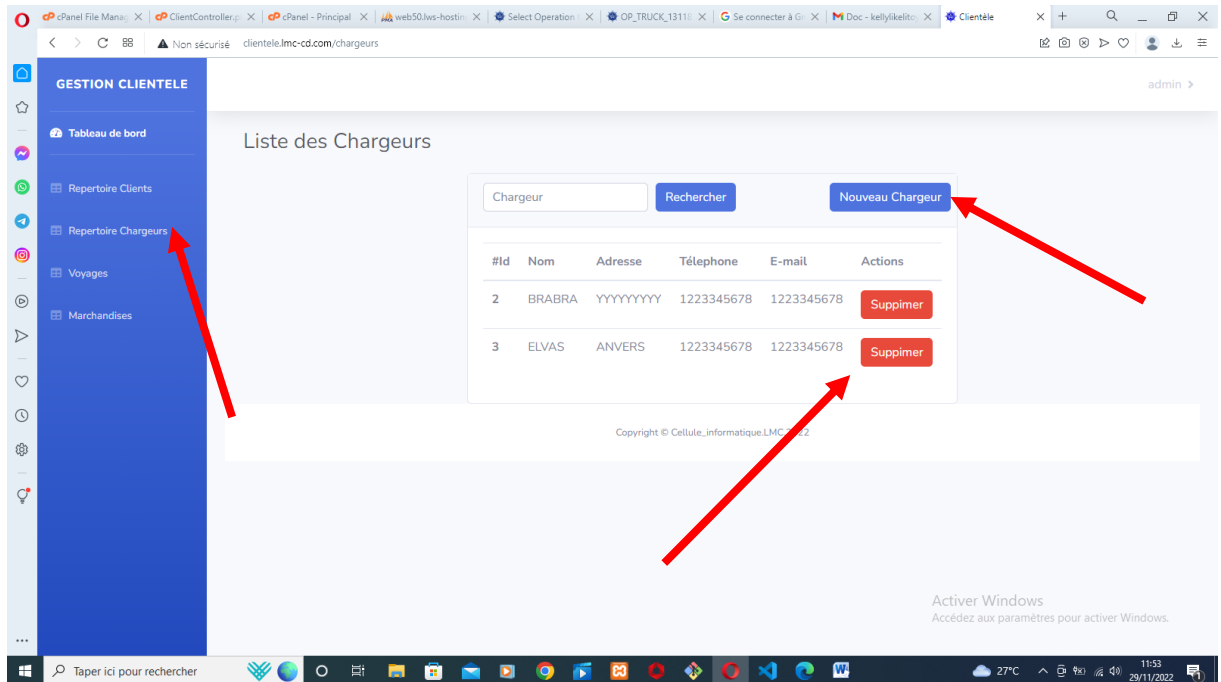 cPanel File Manag
ClientController.p
cPanel - Principal
web50.lws-hosting
Select Operation
OP_TRUCK_1311
Se connecter à G
Doc - kellylikelito
Clientèle
Non sécurisé clientele.lmc-cd.com/chargeurs
GESTION CLIENTELE
admin
Tableau de bord
Liste des Chargeurs
Repertoire Clients
Repertoire Chargeurs
Voyages
Marchandises
Chargeur Rechercher Nouveau Chargeur
#Id Nom Adresse Télephone E-mail Actions
2 BRABRA YYYYYYYYY 1223345678 1223345678 Suppimer
3 ELVAS ANVERS 1223345678 1223345678 Suppimer
Copyright © Cellule_informatique.LMC 2022
Activer Windows
Accédez aux paramètres pour activer Windows.
Taper ici pour rechercher
27°C
11:53
29/11/2022